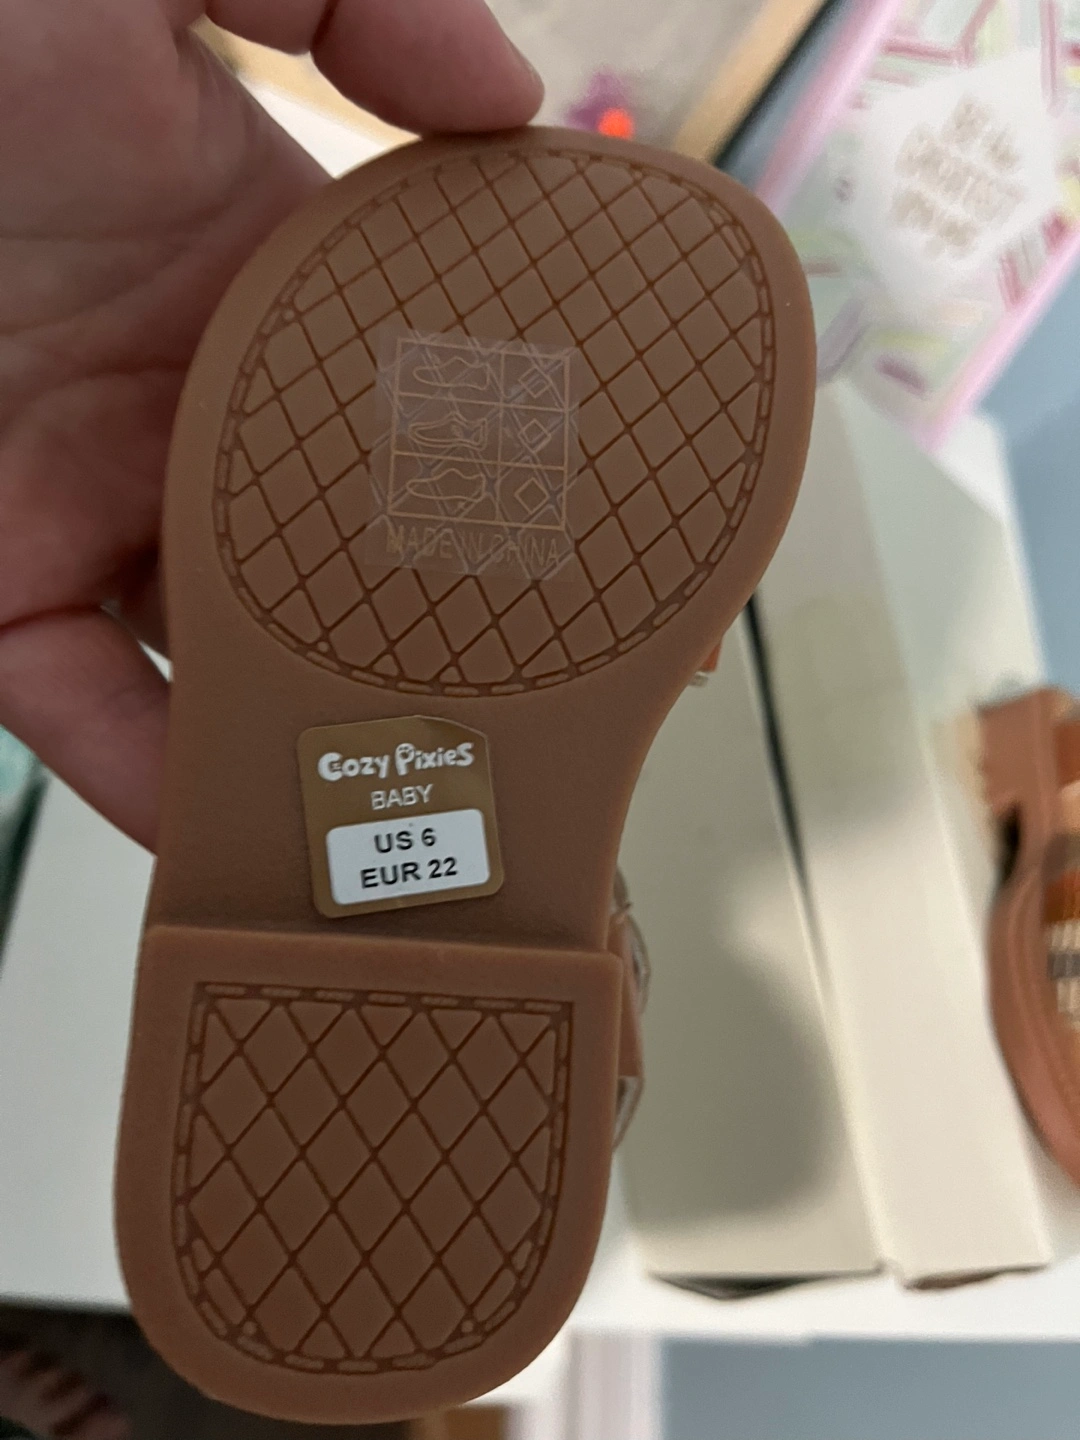 MADE IN CHINA
Cozy Pixies
BABY
US 6
EUR 22